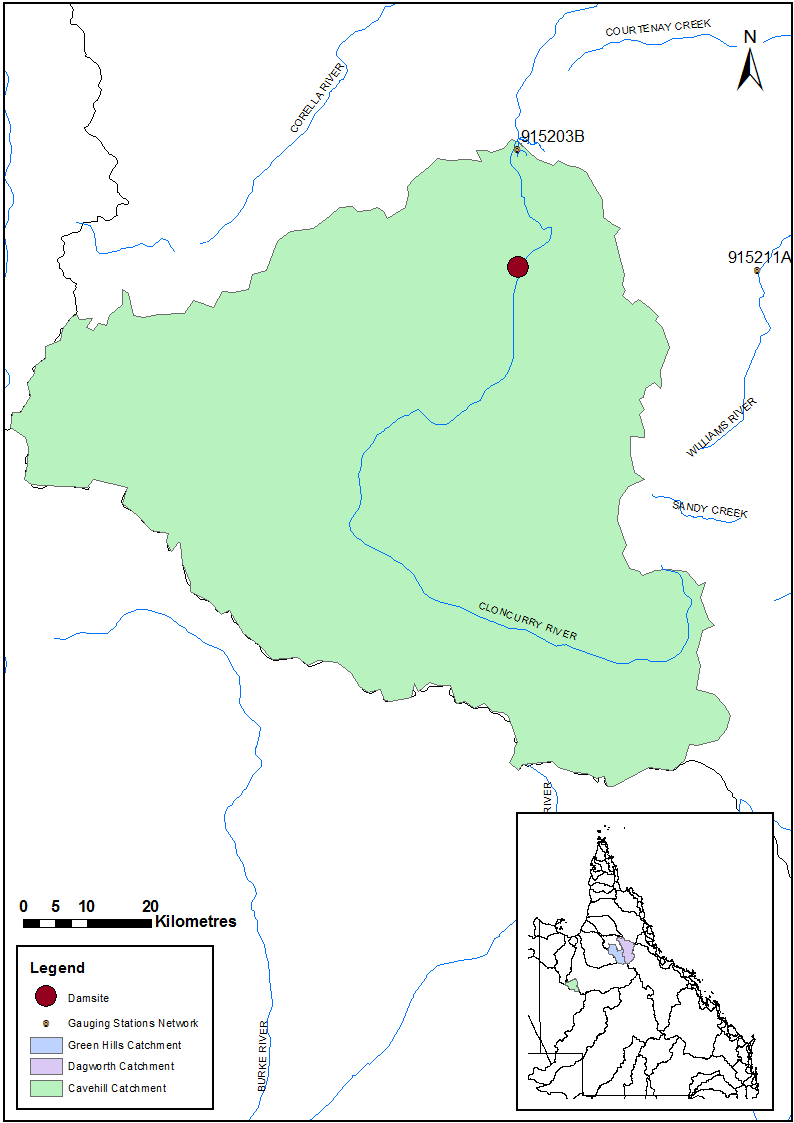 COURTENAY CREEK
N
CORELLA RIVER
915203B
915211A
WILLIAMS RIVER
SANDY CREEK
CLONCURRY RIVER
RIVER
0 5 10 20
Kilometres
Legend
Damsite
Gauging Stations Network
Green Hills Catchment
Dagworth Catchment
Cavehill Catchment
BURKE RIVER